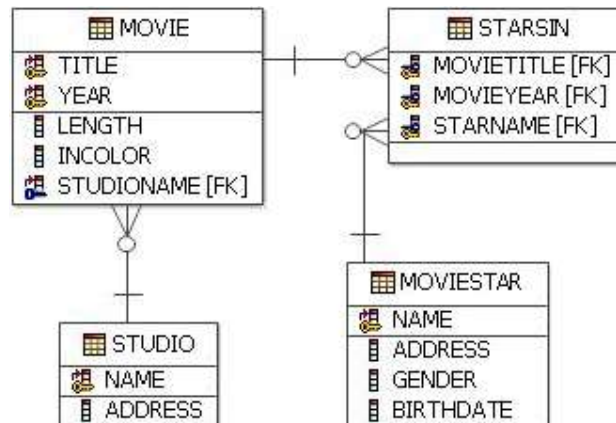 MOVIE
TITLE
YEAR
LENGTH
INCOLOR
STUDIONAME [FK]
STARSIN
MOVIETITLE [FK]
MOVIEYEAR [FK]
STARNAME [FK]
STUDIO
NAME
ADDRESS
MOVIESTAR
NAME
ADDRESS
GENDER
BIRTHDATE